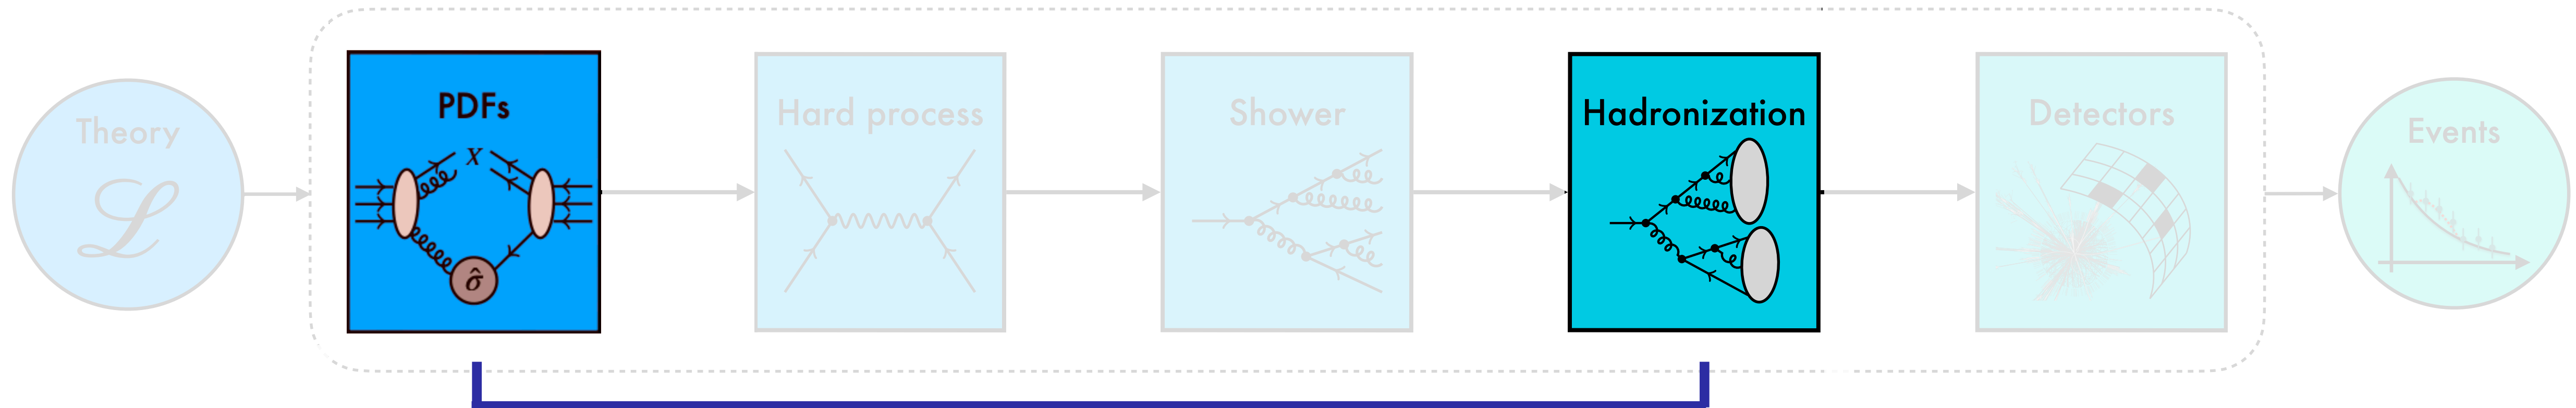 Theory
ℒ
PDFs
X
σ̂
Hard process
Shower
Hadronization
Detectors
Events